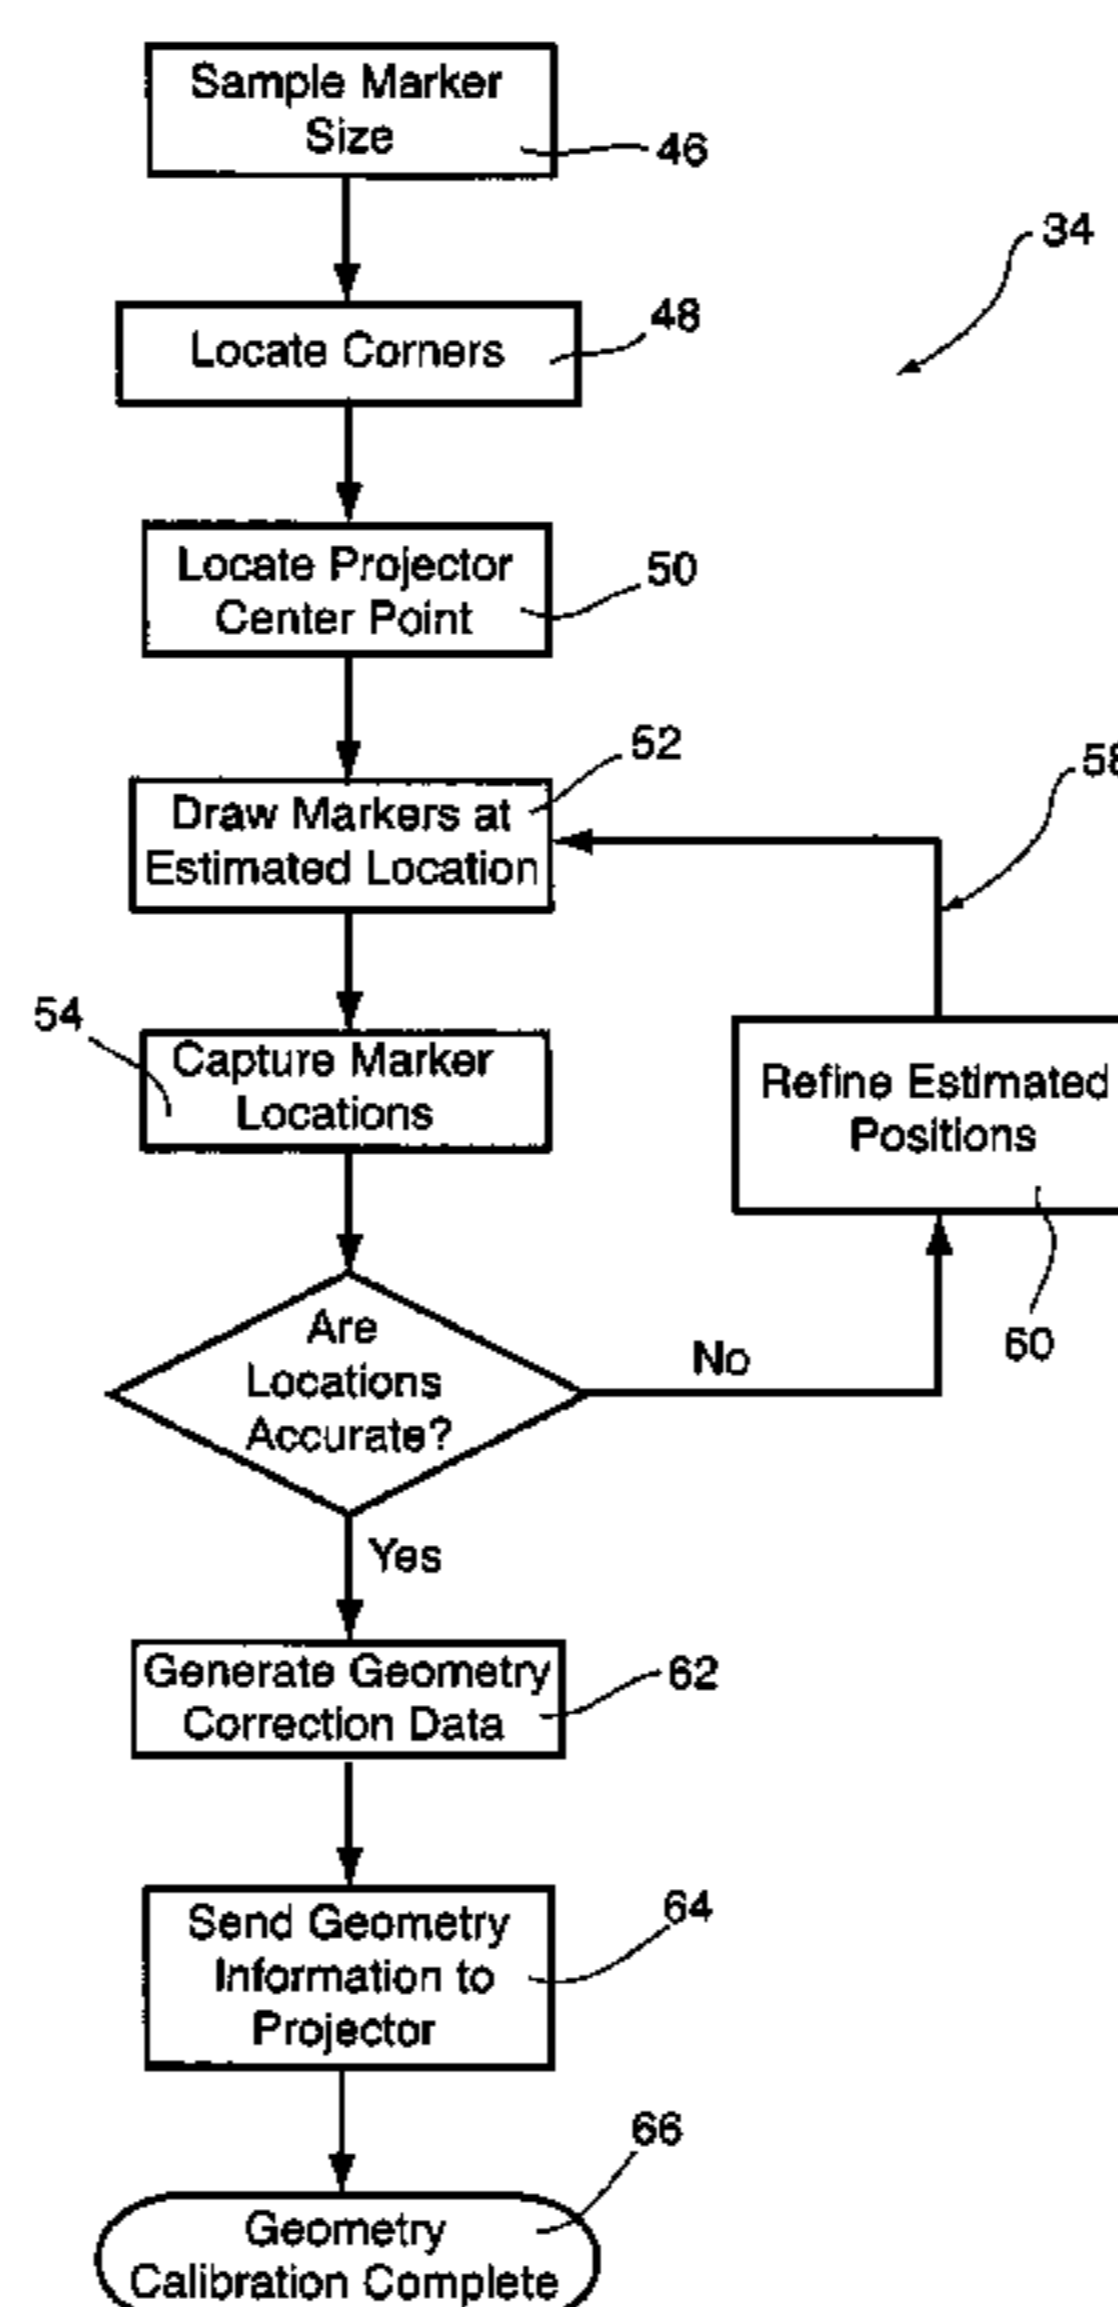 Sample Marker
Size
46
34
48
Locate Corners
Locate Projector
Center Point
50
52
58
Draw Markers at
Estimated Location
54
Capture Marker
Locations
Refine Estimated
Positions
60
Are
Locations
Accurate?
No
Yes
Generate Geometry
Correction Data
62
64
Send Geometry
Information to
Projector
66
Geometry
Calibration Complete